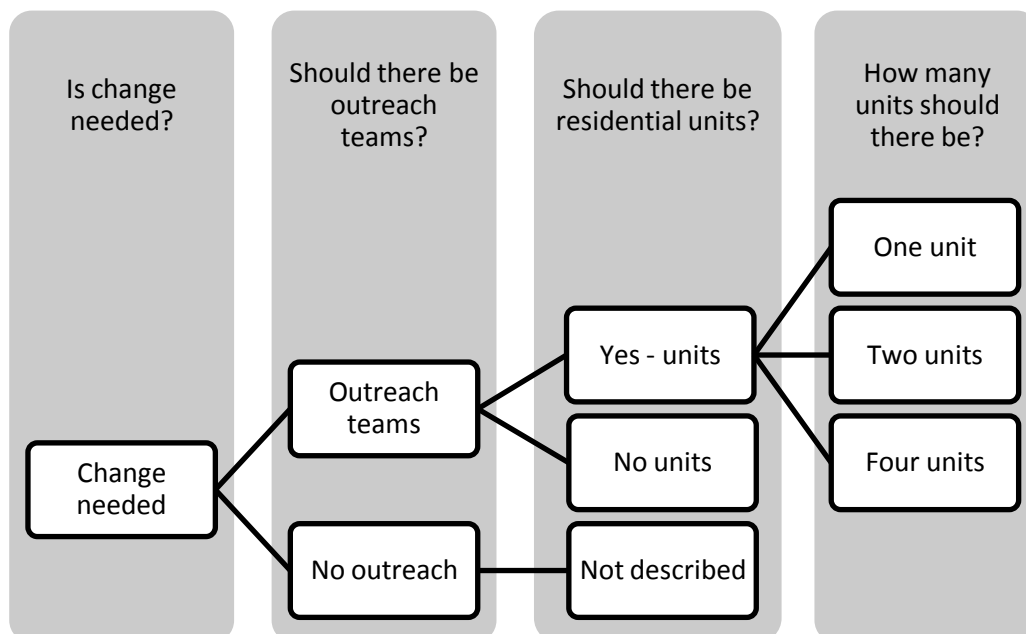 Is change
needed?
Should there be
outreach
teams?
Should there be
residential units?
How many
units should
there be?
Change
needed
Outreach
teams
No outreach
Yes - units
No units
Not described
One unit
Two units
Four units